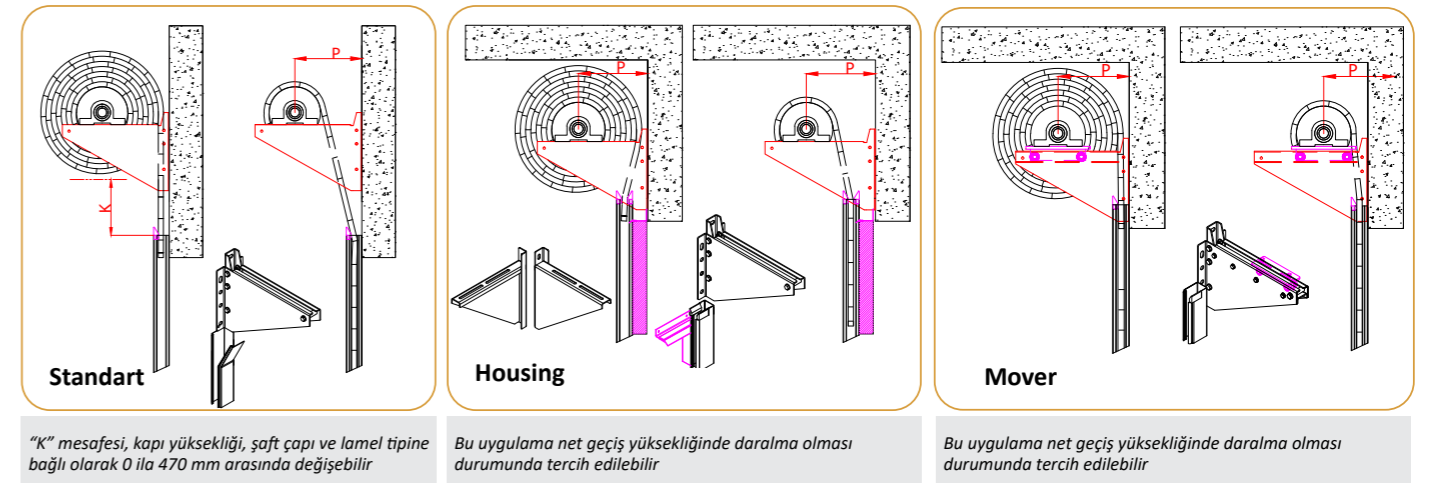 P
K
Standart
“K” mesafesi, kapı yüksekliği, şaft çapı ve lamel tipine
bağlı olarak 0 ila 470 mm arasında değişebilir
P
P
Housing
Bu uygulama net geçiş yüksekliğinde daralma olması
durumunda tercih edilebilir
P
P
Mover
Bu uygulama net geçiş yüksekliğinde daralma olması
durumunda tercih edilebilir